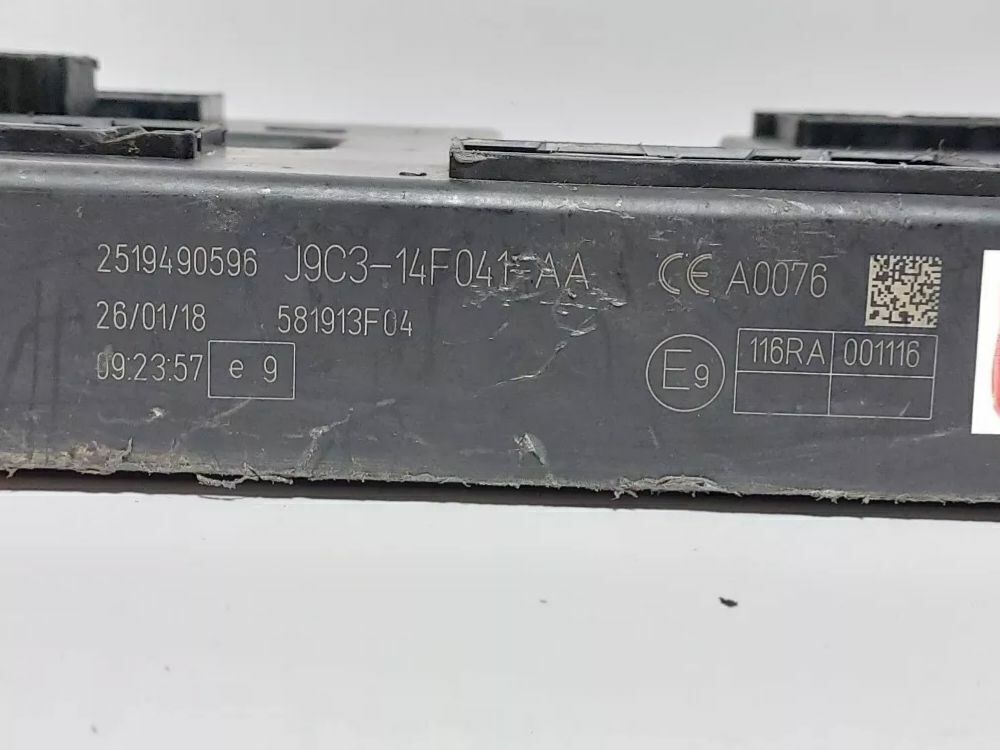 2519490596 J9C3-14F041-AA CE A0076
26/01/18 581913F04
09:23:57 e 9
E9 116RA 001116